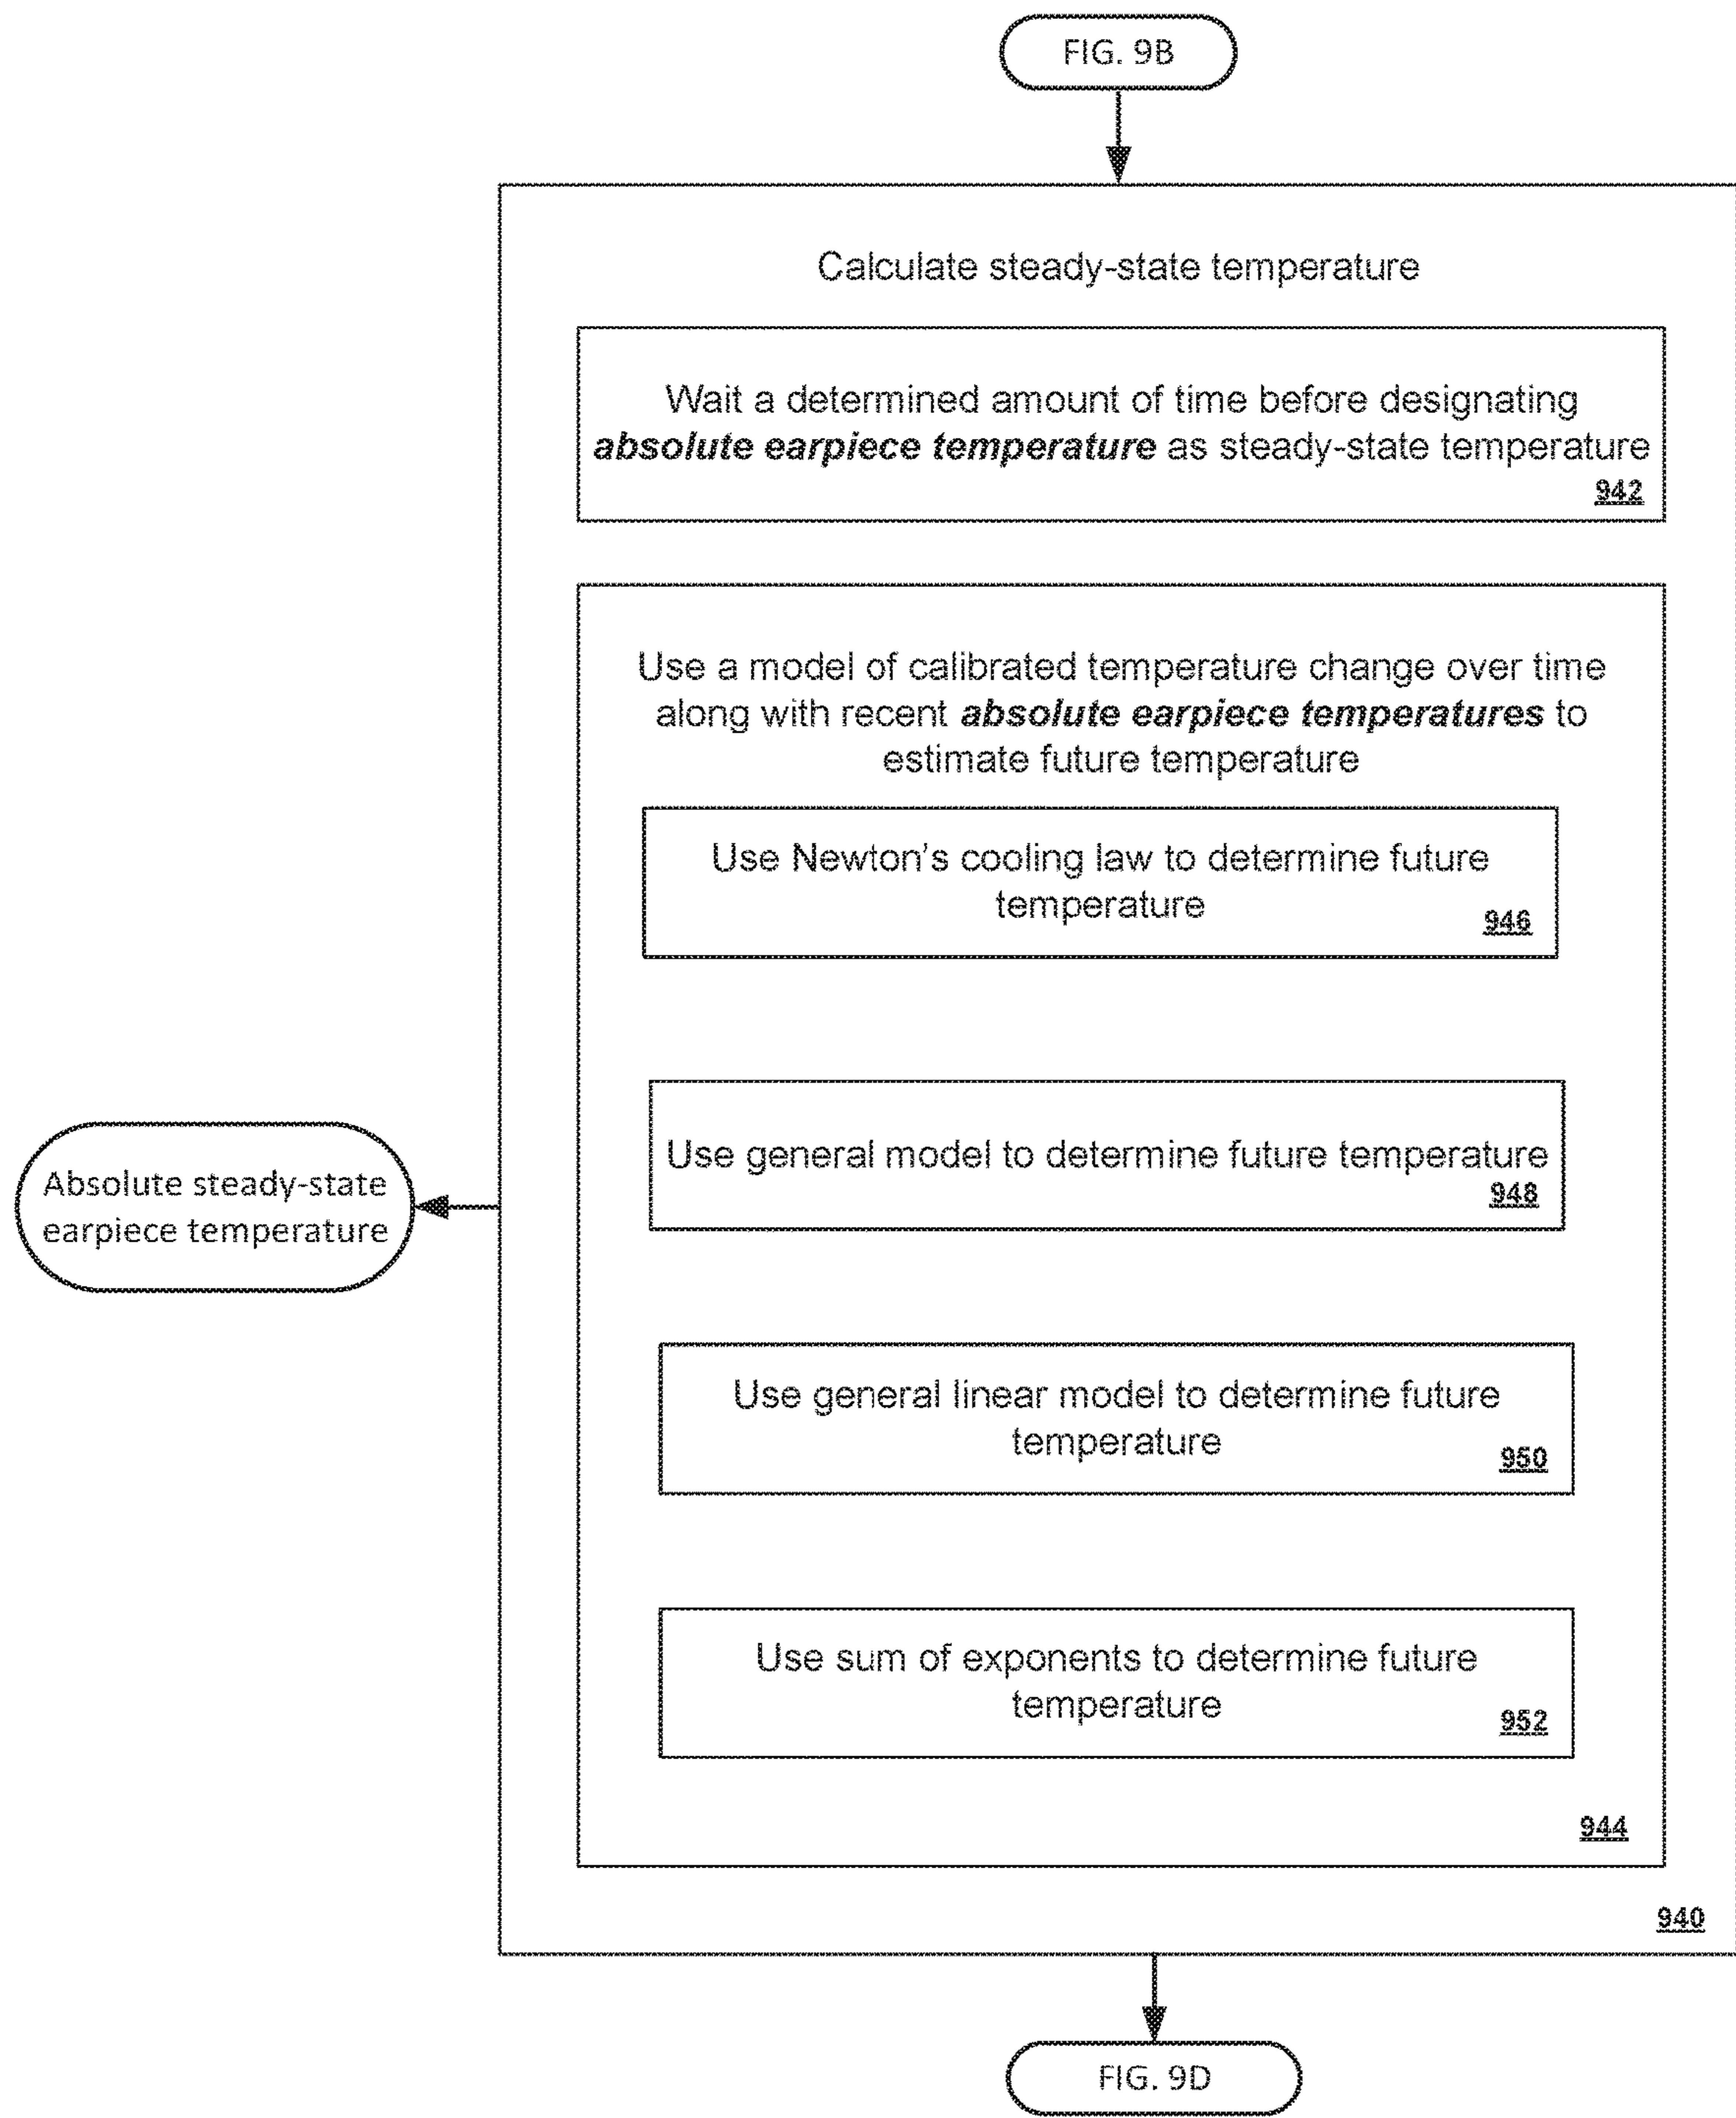 FIG. 9B
Calculate steady-state temperature
Wait a determined amount of time before designating
absolute earpiece temperature as steady-state temperature
942
Use a model of calibrated temperature change over time
along with recent absolute earpiece temperatures to
estimate future temperature
Use Newton's cooling law to determine future
temperature
946
Use general model to determine future temperature
948
Absolute steady-state
earpiece temperature
Use general linear model to determine future
temperature
950
Use sum of exponents to determine future
temperature
952
944
940
FIG. 9D